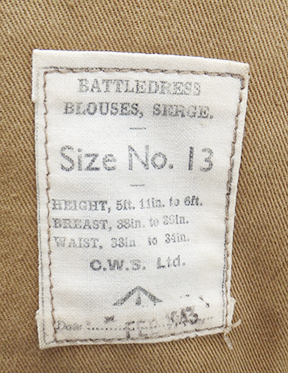 BATTLEDRESS
BLOUSES, SERGE.
Size No. 13
HEIGHT, 5ft. 11in. to 6ft.
BREAST, 38in. to 39in.
WAIST, 33in. to 34in.
C.W.S. Ltd.
Date